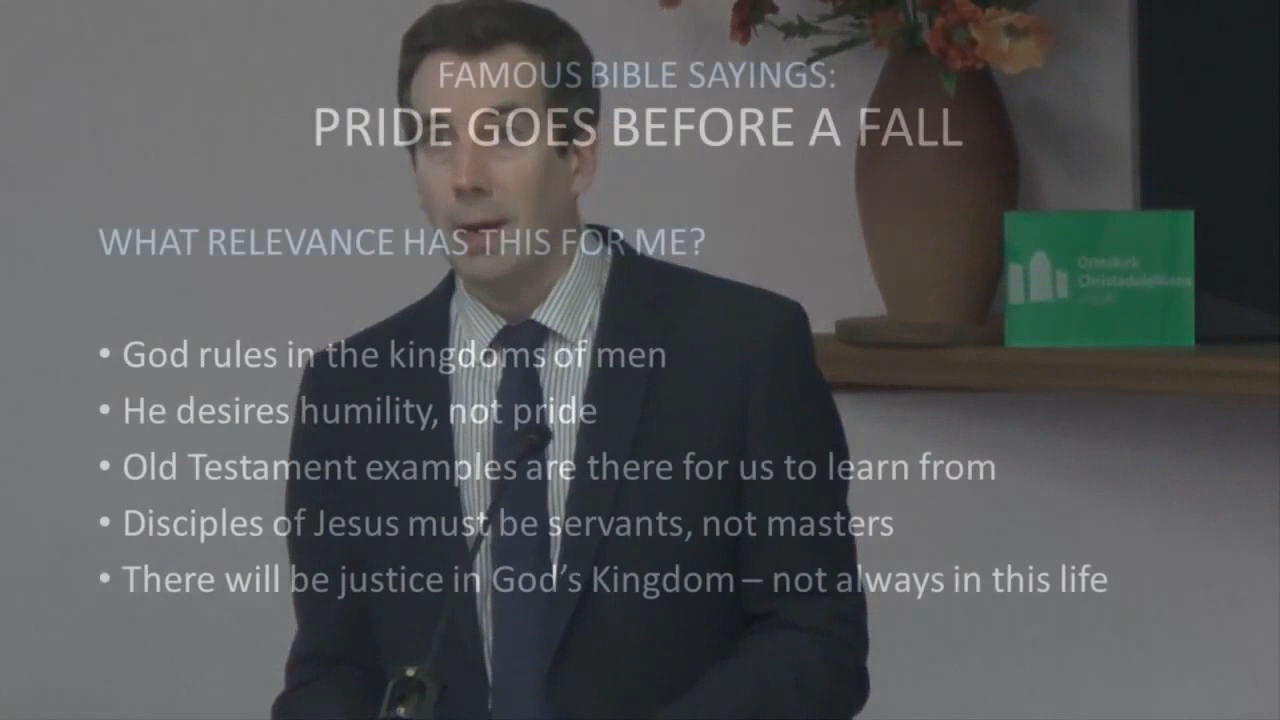 FAMOUS BIBLE SAYINGS:
PRIDE GOES BEFORE A FALL
WHAT RELEVANCE HAS THIS FOR ME?
• God rules in the kingdoms of men
• He desires humility, not pride
• Old Testament examples are there for us to learn from
• Disciples of Jesus must be servants, not masters
• There will be justice in God’s Kingdom – not always in this life
Ormskirk
Christadelphians